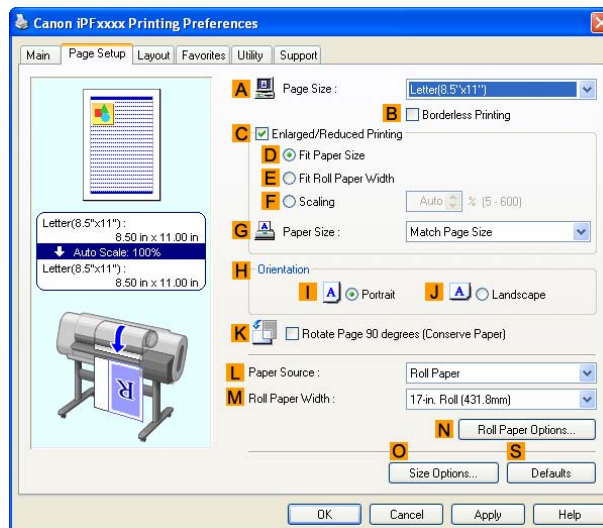 Canon iPFxxxx Printing Preferences
Main Page Setup Layout Favorites Utility Support
A Page Size : Letter(8.5"x11")
B Borderless Printing
C Enlarged/Reduced Printing
D Fit Paper Size
E Fit Roll Paper Width
F Scaling Auto % (5 - 600)
G Paper Size : Match Page Size
Letter(8.5"x11") :
8.50 in x 11.00 in
Auto Scale: 100%
Letter(8.5"x11") :
8.50 in x 11.00 in
H Orientation
I A Portrait J A Landscape
K Rotate Page 90 degrees (Conserve Paper)
R
L Paper Source : Roll Paper
M Roll Paper Width : 17-in. Roll (431.8mm)
N Roll Paper Options...
O S
Size Options... Defaults
OK Cancel Apply Help